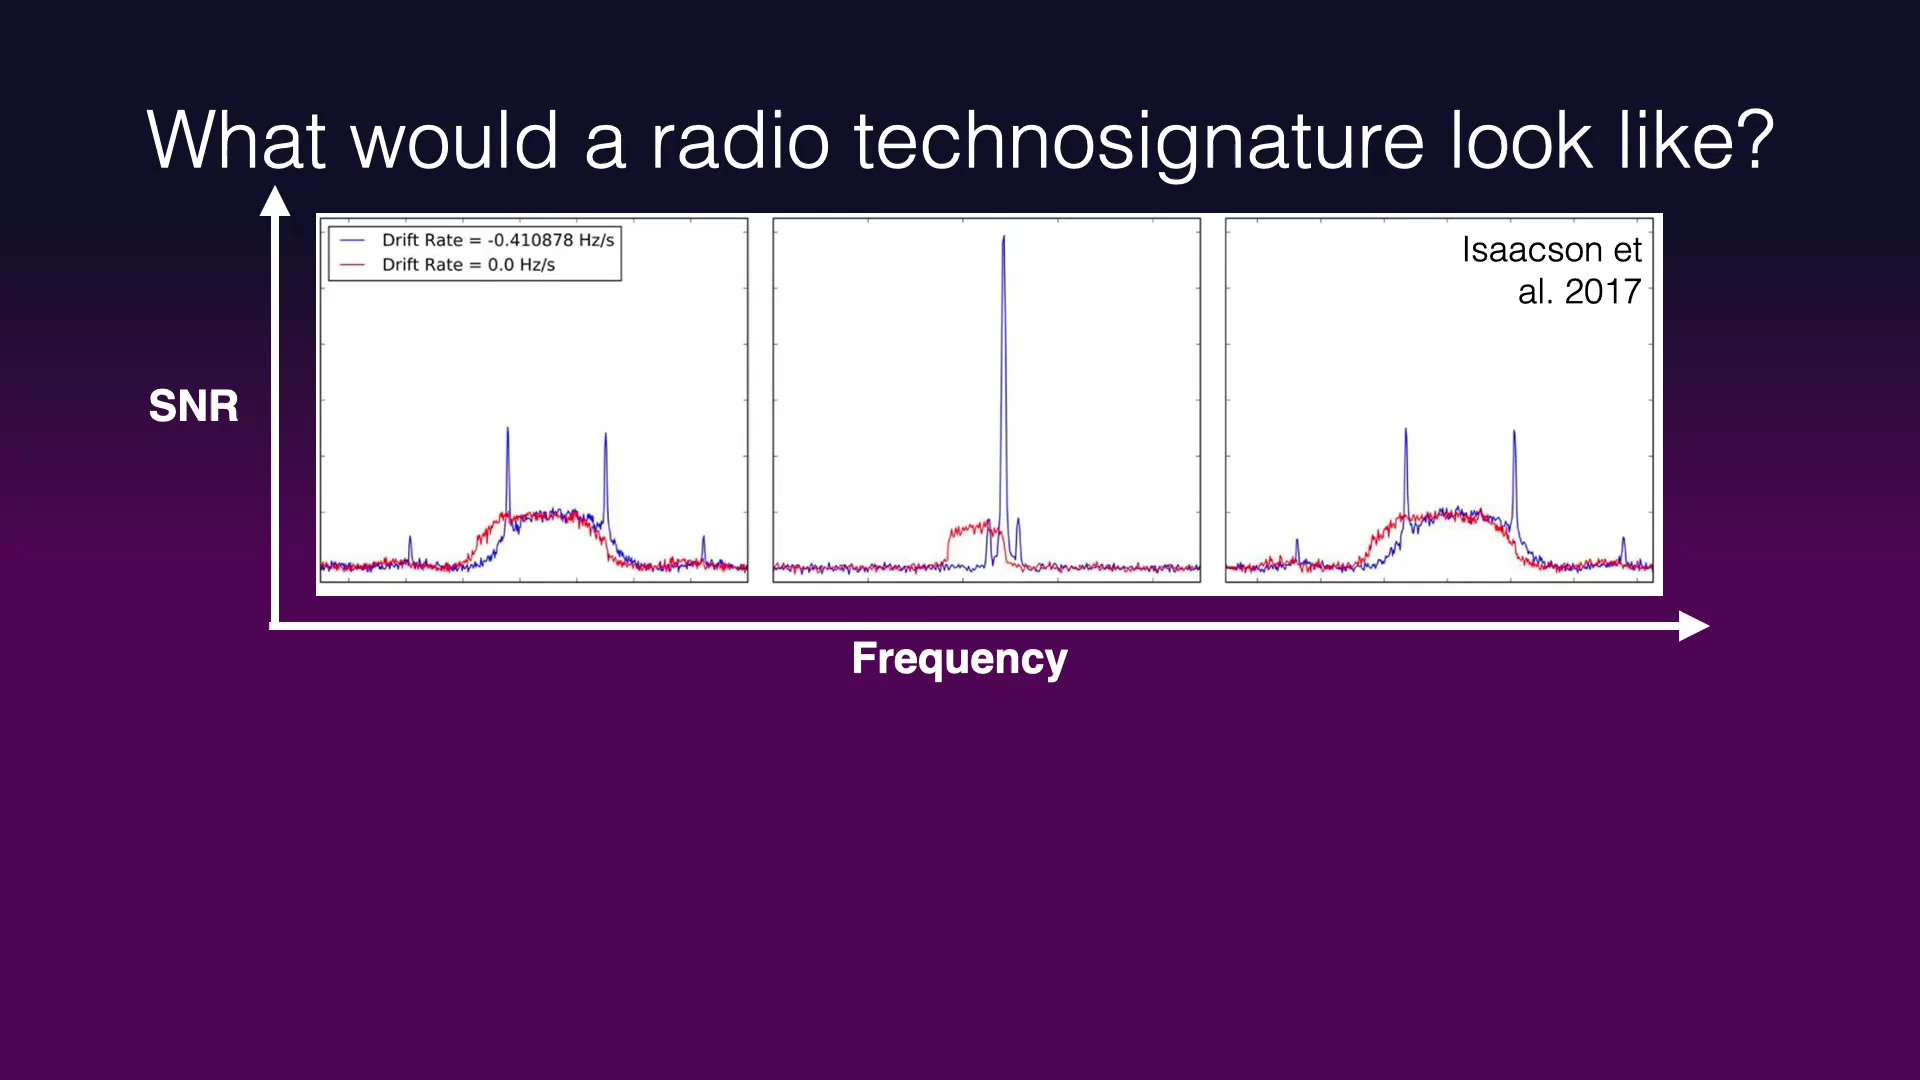 What would a radio technosignature look like?
Drift Rate = -0.410878 Hz/s
Drift Rate = 0.0 Hz/s
Isaacson et
al. 2017
SNR
Frequency